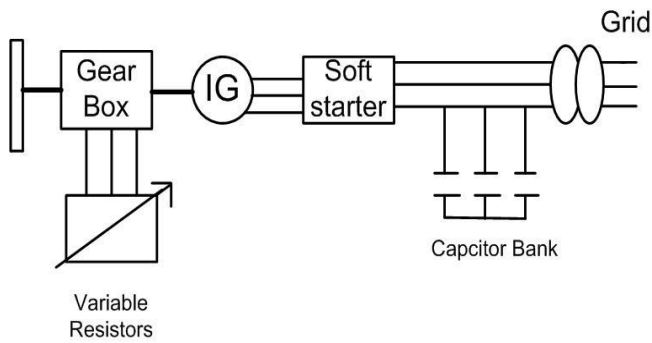 Grid
Gear
Box
IG
Soft
starter
Capcitor Bank
Variable
Resistors